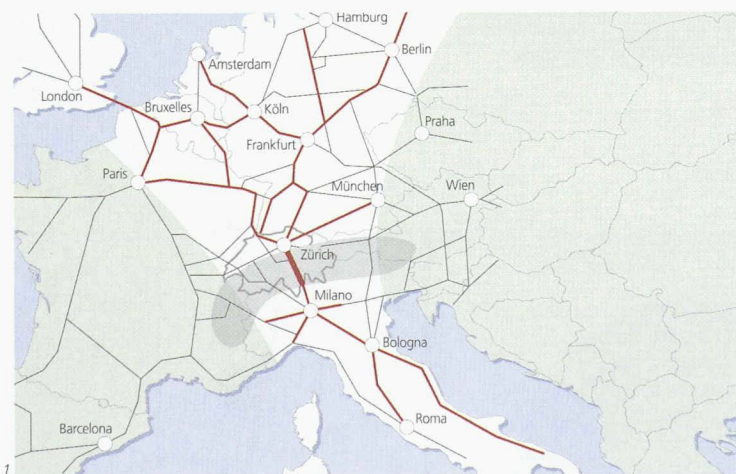 Hamburg
Berlin
Amsterdam
London
Bruxelles
Köln
Praha
Frankfurt
Paris
München
Wien
Zürich
Milano
Bologna
Roma
Barcelona
1